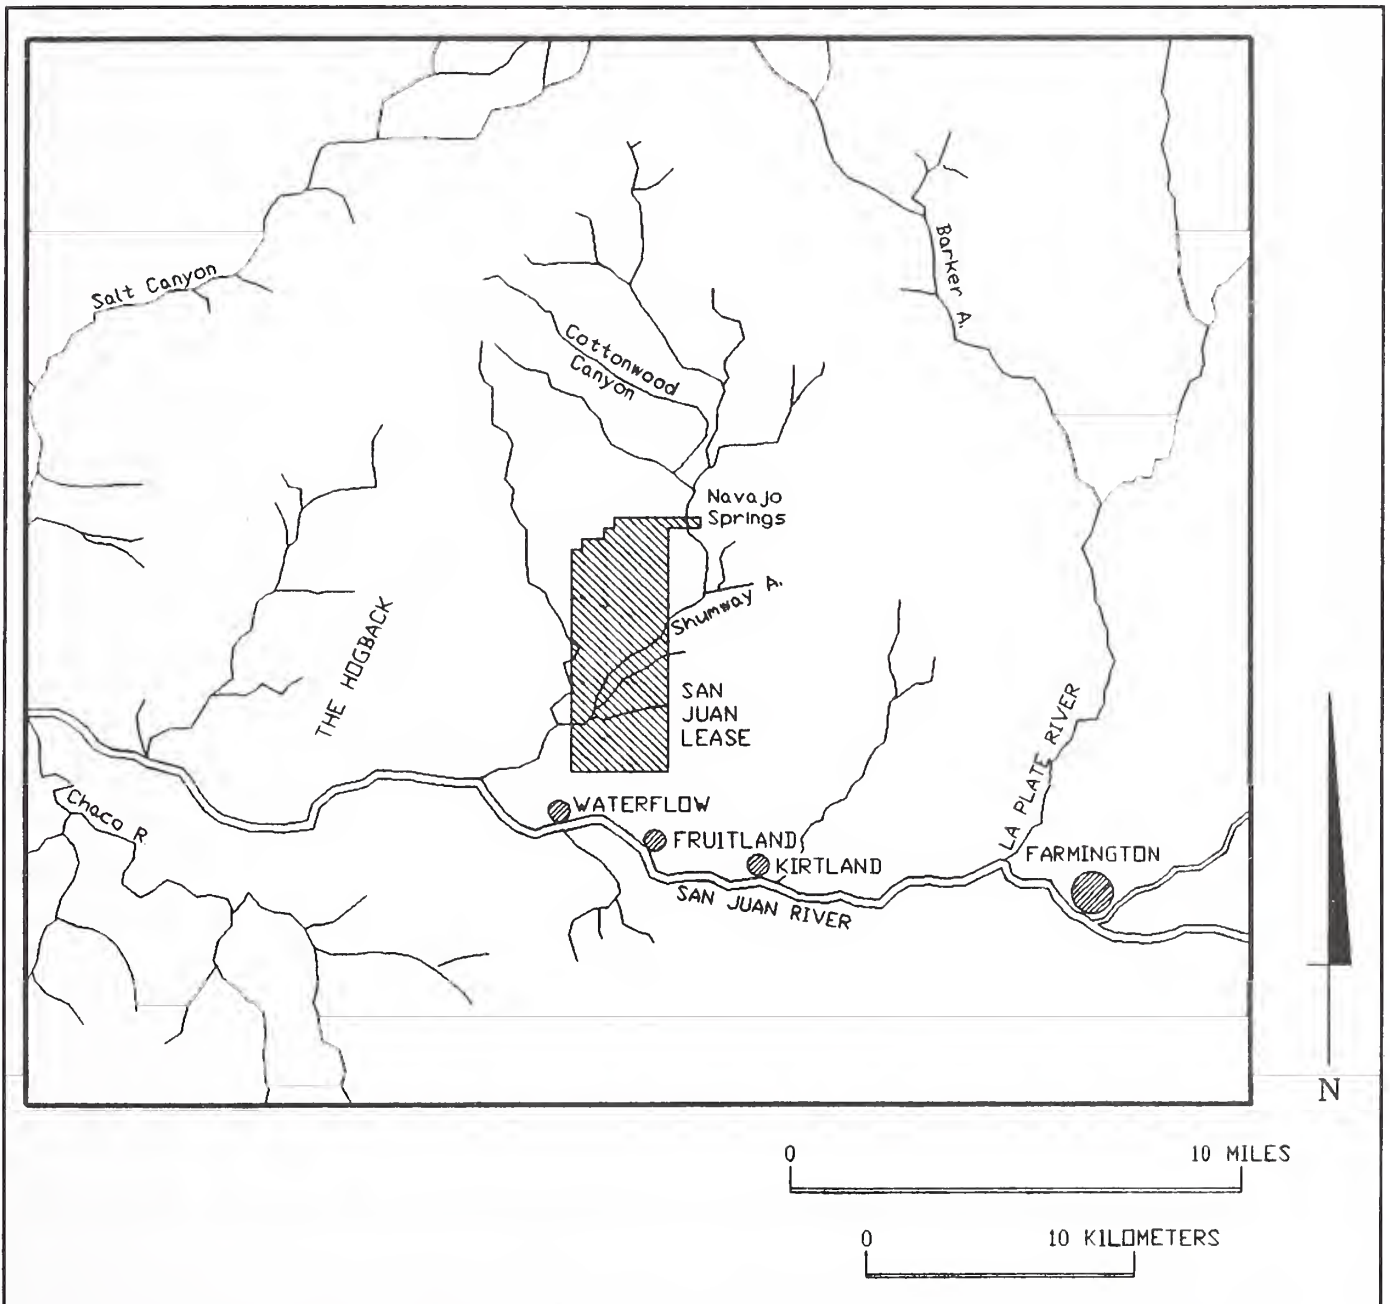 Salt Canyon
Barker A.
Cottonwood
Canyon
Navajo
Springs
Shumway A.
THE HOGBACK
SAN
JUAN
LEASE
LA PLATE RIVER
Chaco R.
WATERFLOW
FRUITLAND
KIRTLAND
FARMINGTON
SAN JUAN RIVER
N
0 10 MILES
0 10 KILOMETERS